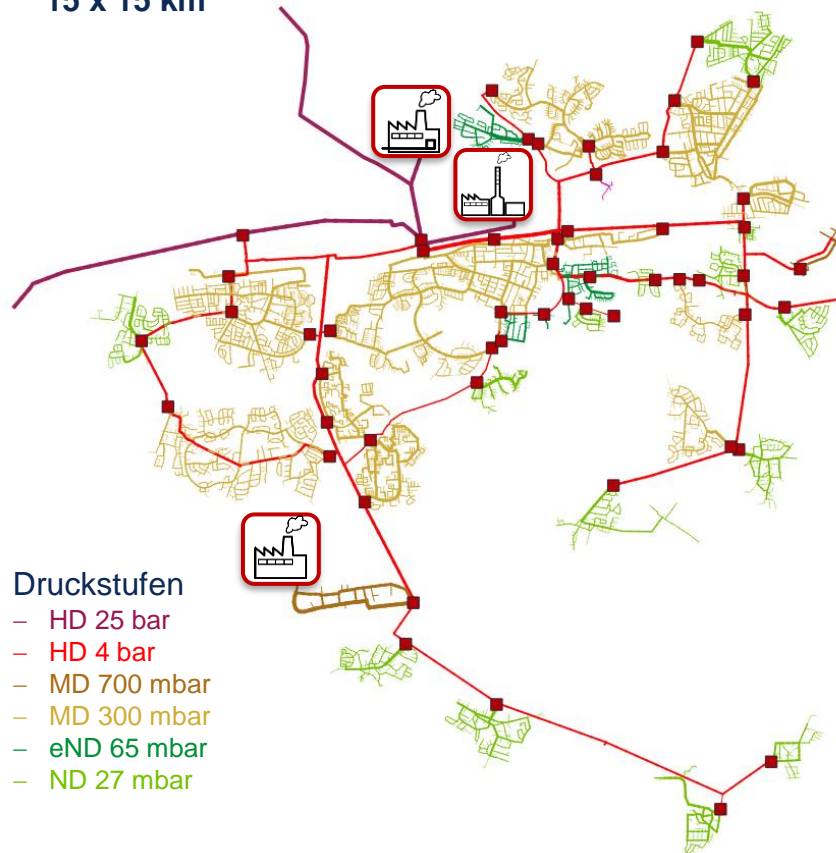 15 x 15 km
Druckstufen
– HD 25 bar
– HD 4 bar
– MD 700 mbar
– MD 300 mbar
– eND 65 mbar
– ND 27 mbar